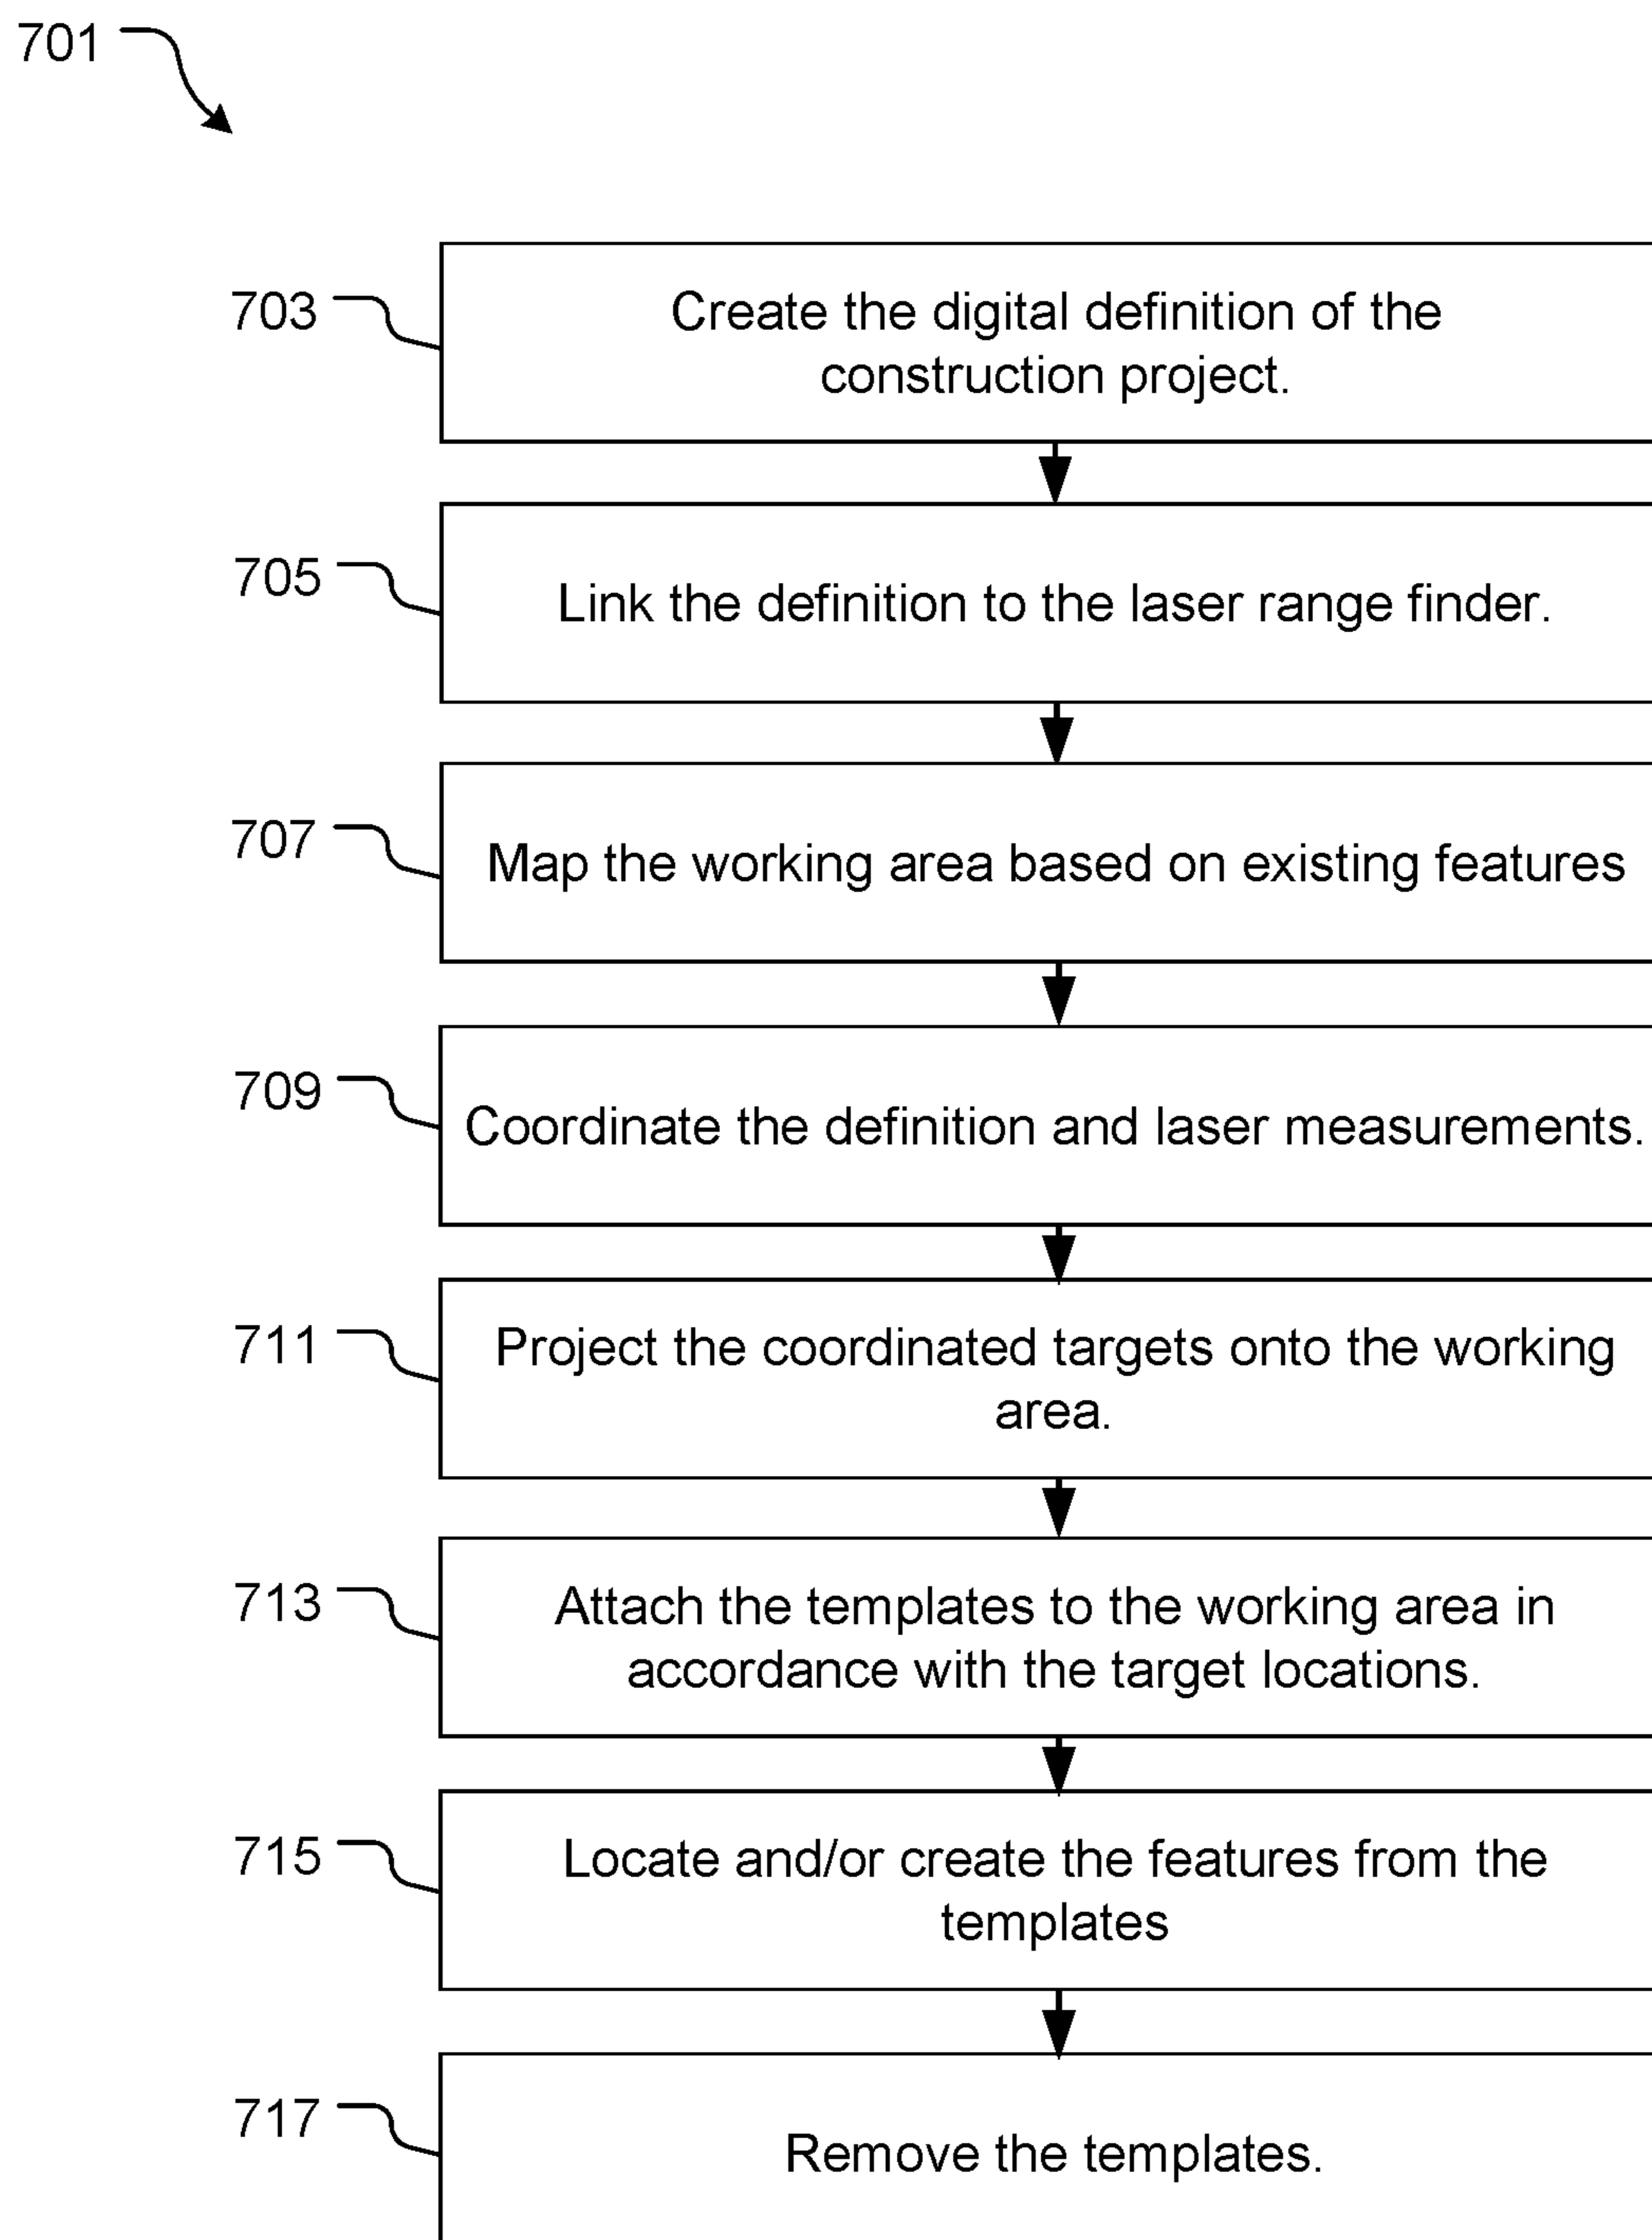 701
703
Create the digital definition of the
construction project.
705
Link the definition to the laser range finder.
707
Map the working area based on existing features
709
Coordinate the definition and laser measurements.
711
Project the coordinated targets onto the working
area.
713
Attach the templates to the working area in
accordance with the target locations.
715
Locate and/or create the features from the
templates
717
Remove the templates.